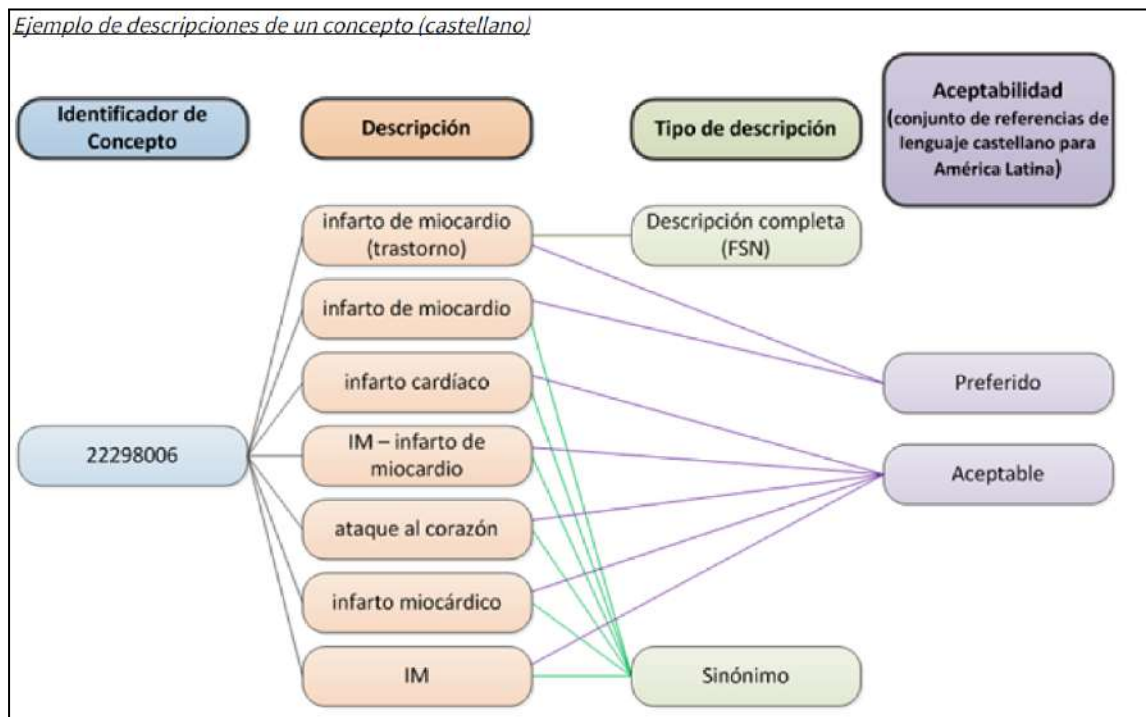 Ejemplo de descripciones de un concepto (castellano)
Identificador de
Concepto
Descripción
Tipo de descripción
Aceptabilidad
(conjunto de referencias de
lenguaje castellano para
América Latina)
infarto de miocardio
(trastorno)
Descripción completa
(FSN)
infarto de miocardio
infarto cardíaco
Preferido
22298006
IM – infarto de
miocardio
Aceptable
ataque al corazón
infarto miocárdico
IM
Sinónimo